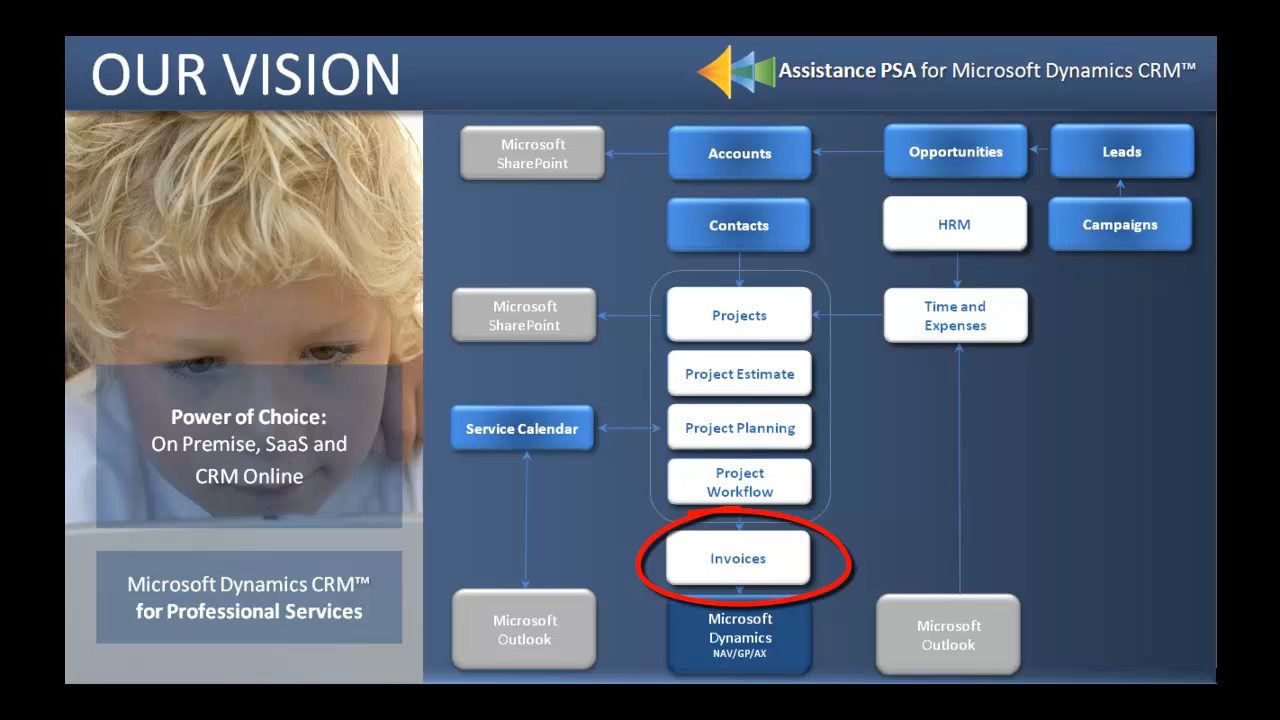 OUR VISION
Assistance PSA for Microsoft Dynamics CRM™
Microsoft
SharePoint
Accounts
Opportunities
Leads
Contacts
HRM
Campaigns
Microsoft
SharePoint
Projects
Time and
Expenses
Project Estimate
Power of Choice:
On Premise, SaaS and
CRM Online
Service Calendar
Project Planning
Project
Workflow
Invoices
Microsoft Dynamics CRM™
for Professional Services
Microsoft
Outlook
Microsoft
Dynamics
NAV/GP/AX
Microsoft
Outlook